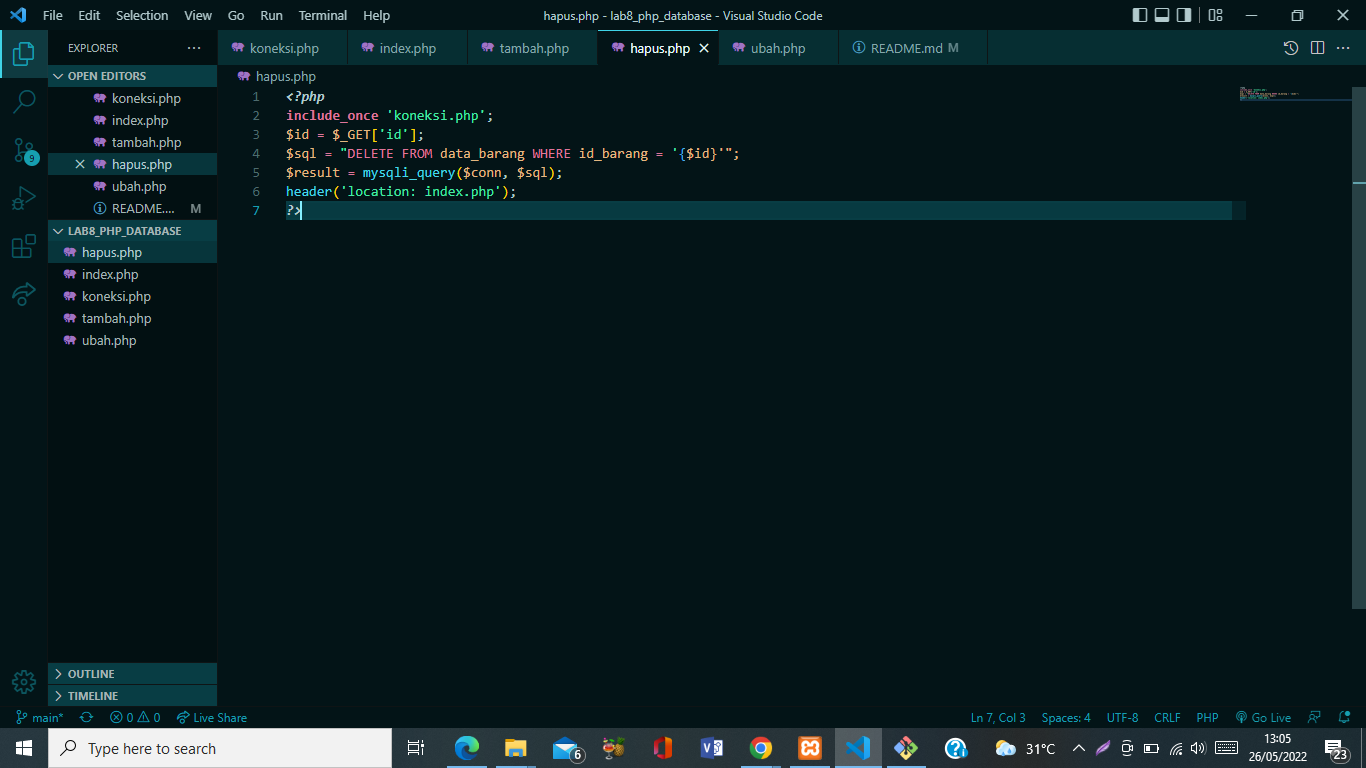 File Edit Selection View Go Run Terminal Help hapus.php - lab8_php_database - Visual Studio Code
EXPLORER
koneksi.php index.php tambah.php hapus.php README.md M
ubah.php
OPEN EDITORS
koneksi.php
index.php
tambah.php
hapus.php
ubah.php
README.... M
LAB8_PHP_DATABASE
hapus.php
index.php
koneksi.php
tambah.php
ubah.php
OUTLINE
TIMELINE
9
hapus.php
1 <?php
2 include_once 'koneksi.php';
3 $id = $_GET['id'];
4 $sql = "DELETE FROM data_barang WHERE id_barang = '{$id}'";
5 $result = mysqli_query($conn, $sql);
6 header('location: index.php');
7 ?>
main* 0 0 Live Share Ln 7, Col 3 Spaces: 4 UTF-8 CRLF PHP Go Live
Type here to search 6 31°C 13:05
26/05/2022 23